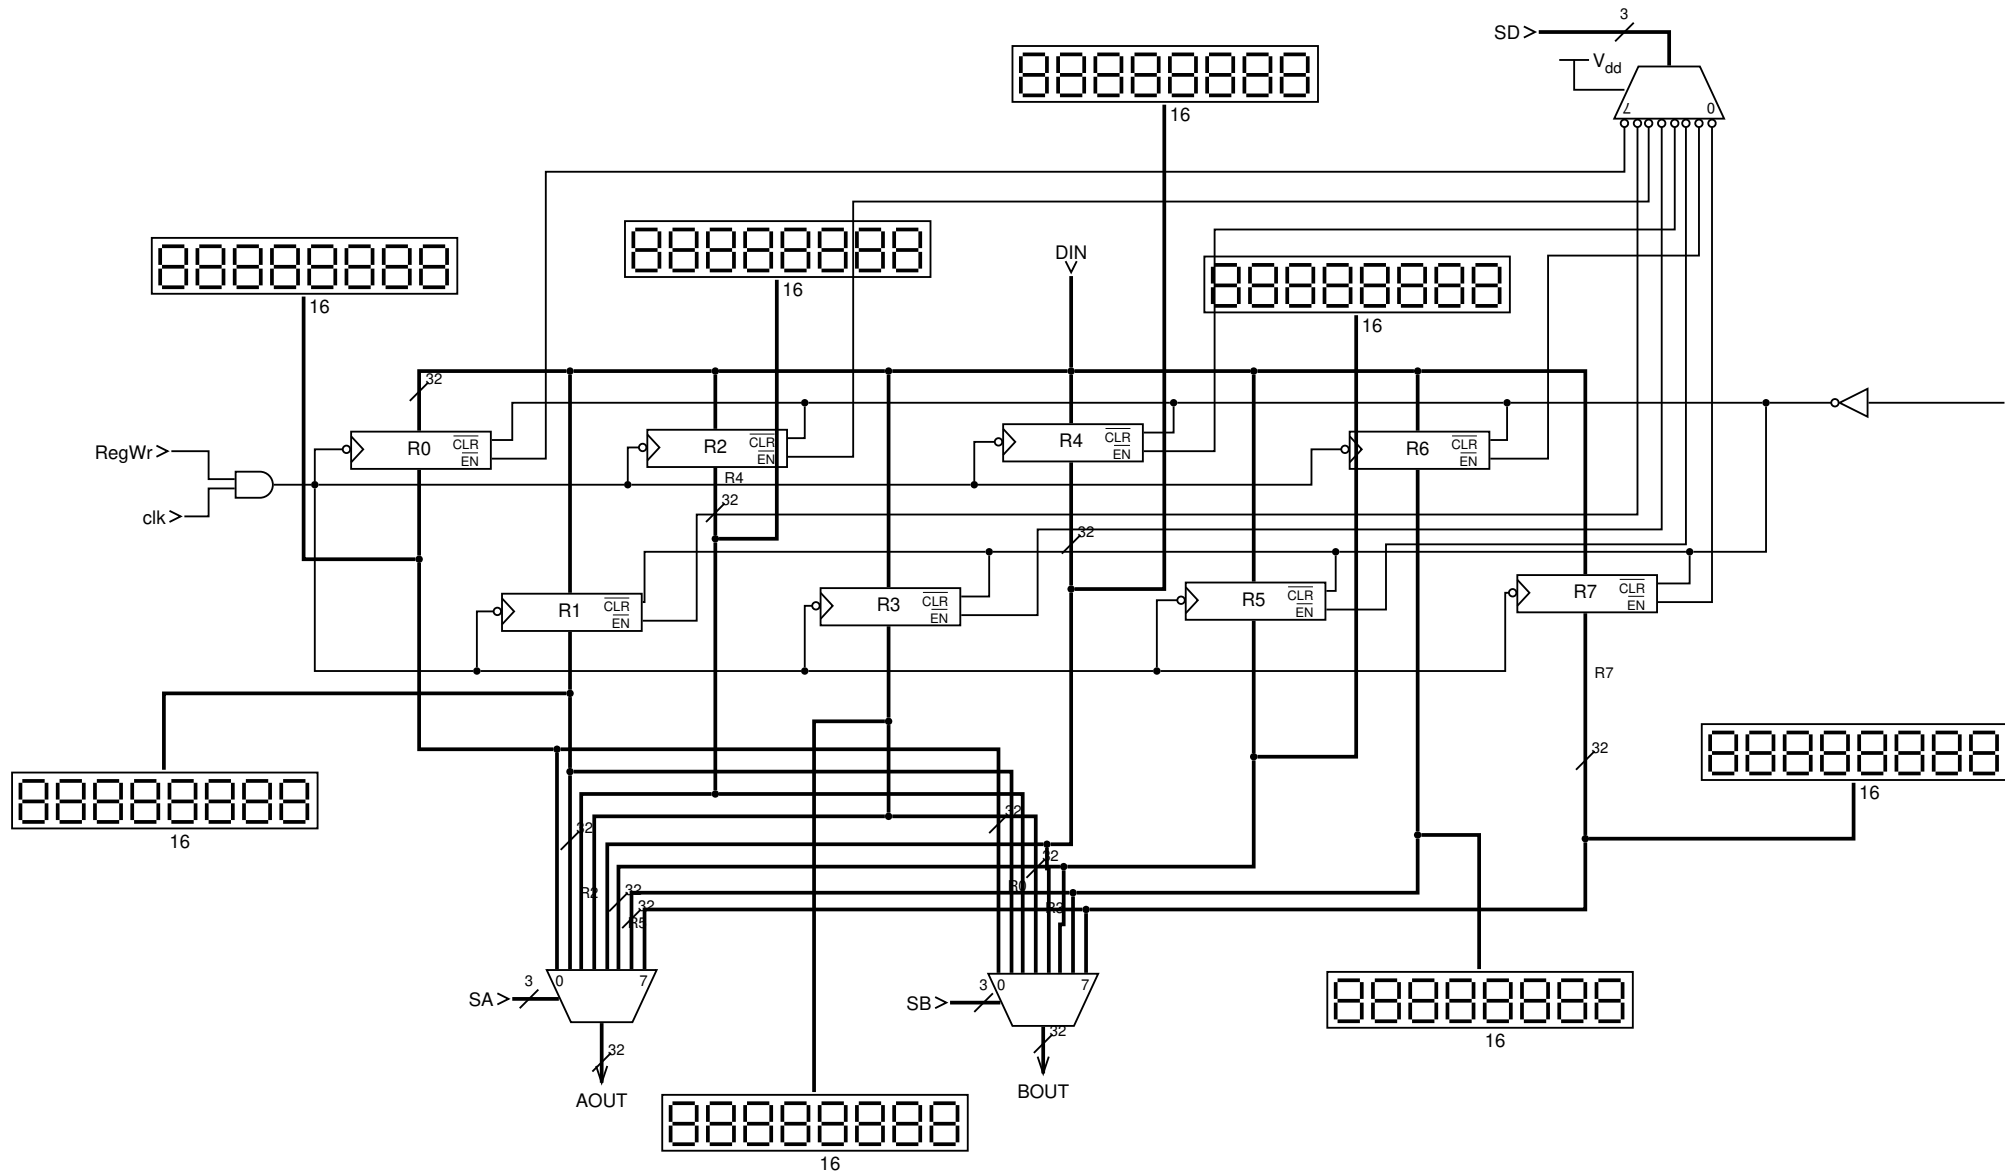 3
SD
Vdd
7 0
16
DIN
16
16
16
32
R0 CLR EN
R2 CLR EN
R4 CLR EN
R6 CLR EN
RegWr
clk
R4
32
32
R1 CLR EN
R3 CLR EN
R5 CLR EN
R7 CLR EN
R7
32
16
16
32
32
32
R2
32
R0
32
R5
R3
SA 3 0 7
SB 3 0 7
32
AOUT
32
BOUT
16
16